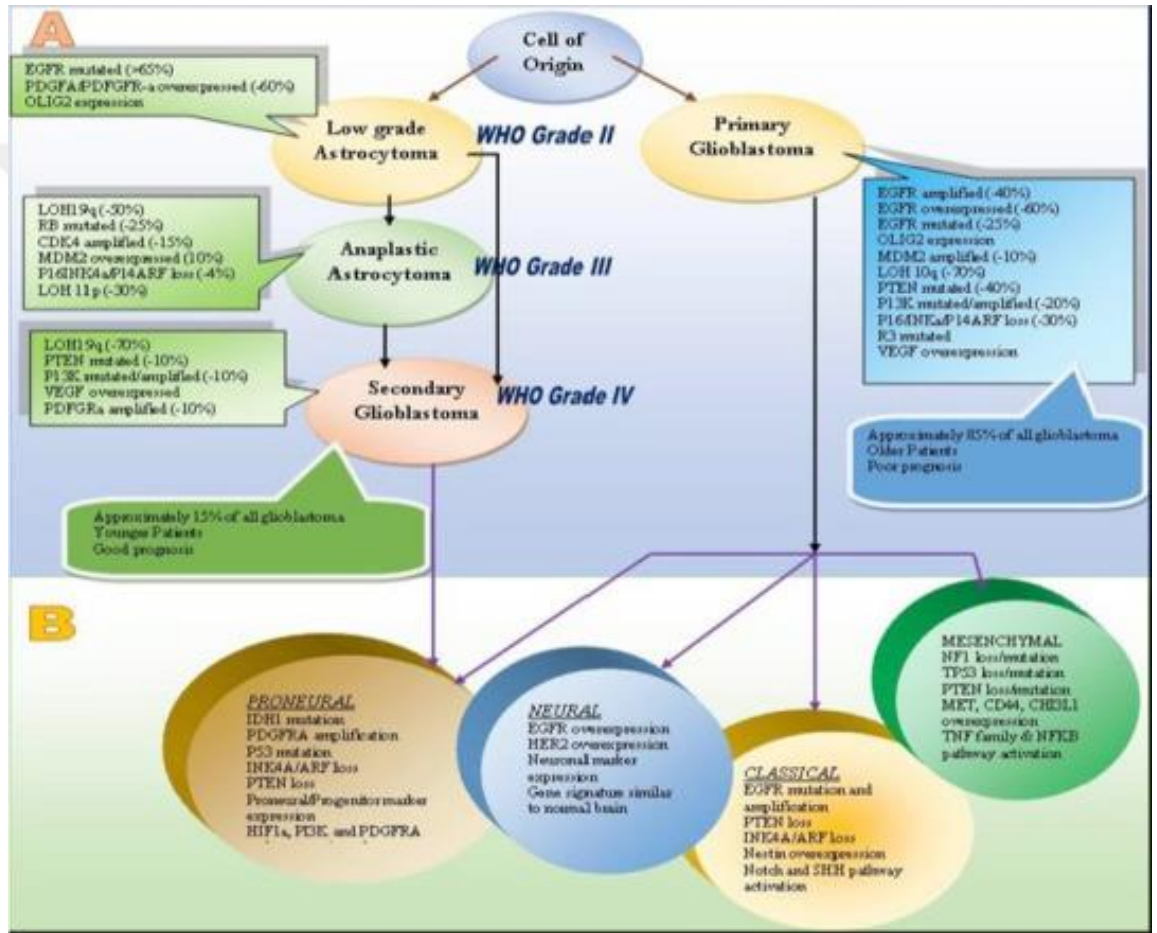 A
Cell of
Origin
EGFR mutated (>65%)
PDGFA/PDFGFR-a overexpressed (-60%)
OLIG2 expression
Low grade
Astrocytoma
WHO Grade II
Primary
Glioblastoma
LOH19q (-50%)
RB mutated (-25%)
CDK4 amplified (-15%)
MDM2 overexpressed (10%)
P16INK4a/P14ARF loss (-4%)
LOH 11p (-30%)
Anaplastic
Astrocytoma
WHO Grade III
EGFR amplified (-40%)
EGFR overexpressed (-60%)
EGFR mutated (-25%)
OLIG2 expression
MDM2 amplified (-10%)
LOH 10q (-70%)
PTEN mutated (-40%)
P13K mutated/amplified (-20%)
P16/INKa/P14ARF loss (-30%)
R3 mutated
VEGF overexpression
LOH19q (-70%)
PTEN mutated (-10%)
P13K mutated/amplified (-10%)
VEGF overexpressed
PDFGRa amplified (-10%)
Secondary
Glioblastoma
WHO Grade IV
Approximately 85% of all glioblastoma
Older Patients
Poor prognosis
Approximately 15% of all glioblastoma
Younger Patients
Good prognosis
B
PRONEURAL
IDH1 mutation
PDGFRA amplification
P53 mutation
INK4A/ARF loss
PTEN loss
Proneural/Progenitor marker
expression
HIF1a, PI3K and PDGFRA
NEURAL
EGFR overexpression
HER2 overexpression
Neuronal marker
expression
Gene signature similar
to normal brain
CLASSICAL
EGFR mutation and
amplification
PTEN loss
INK4A/ARF loss
Nestin overexpression
Notch and SHH pathway
activation
MESENCHYMAL
NF1 loss/mutation
TP53 loss/mutation
PTEN loss/mutation
MET, CD44, CHI3L1
overexpression
TNF family & NFKB
pathway activation